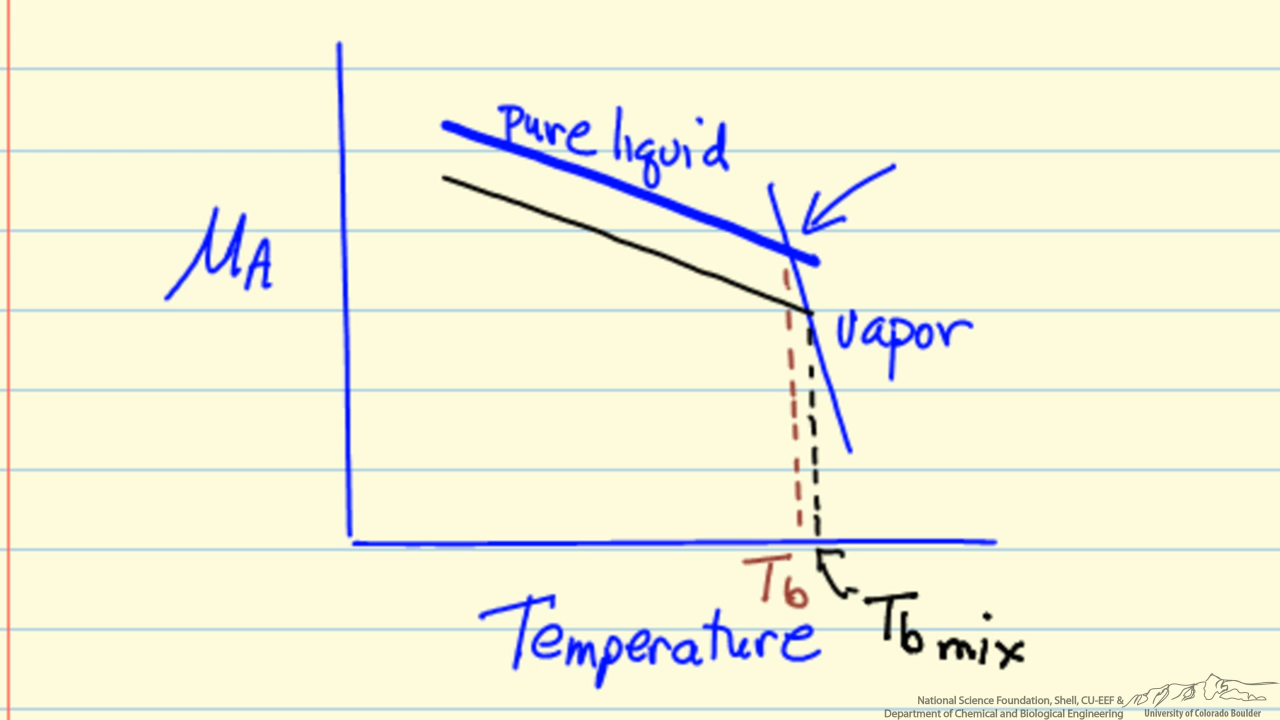 pure liquid
μA
vapor
Tb
Tb mix
Temperature
National Science Foundation, Shell, CU-EEF &
Department of Chemical and Biological Engineering
University of Colorado Boulder